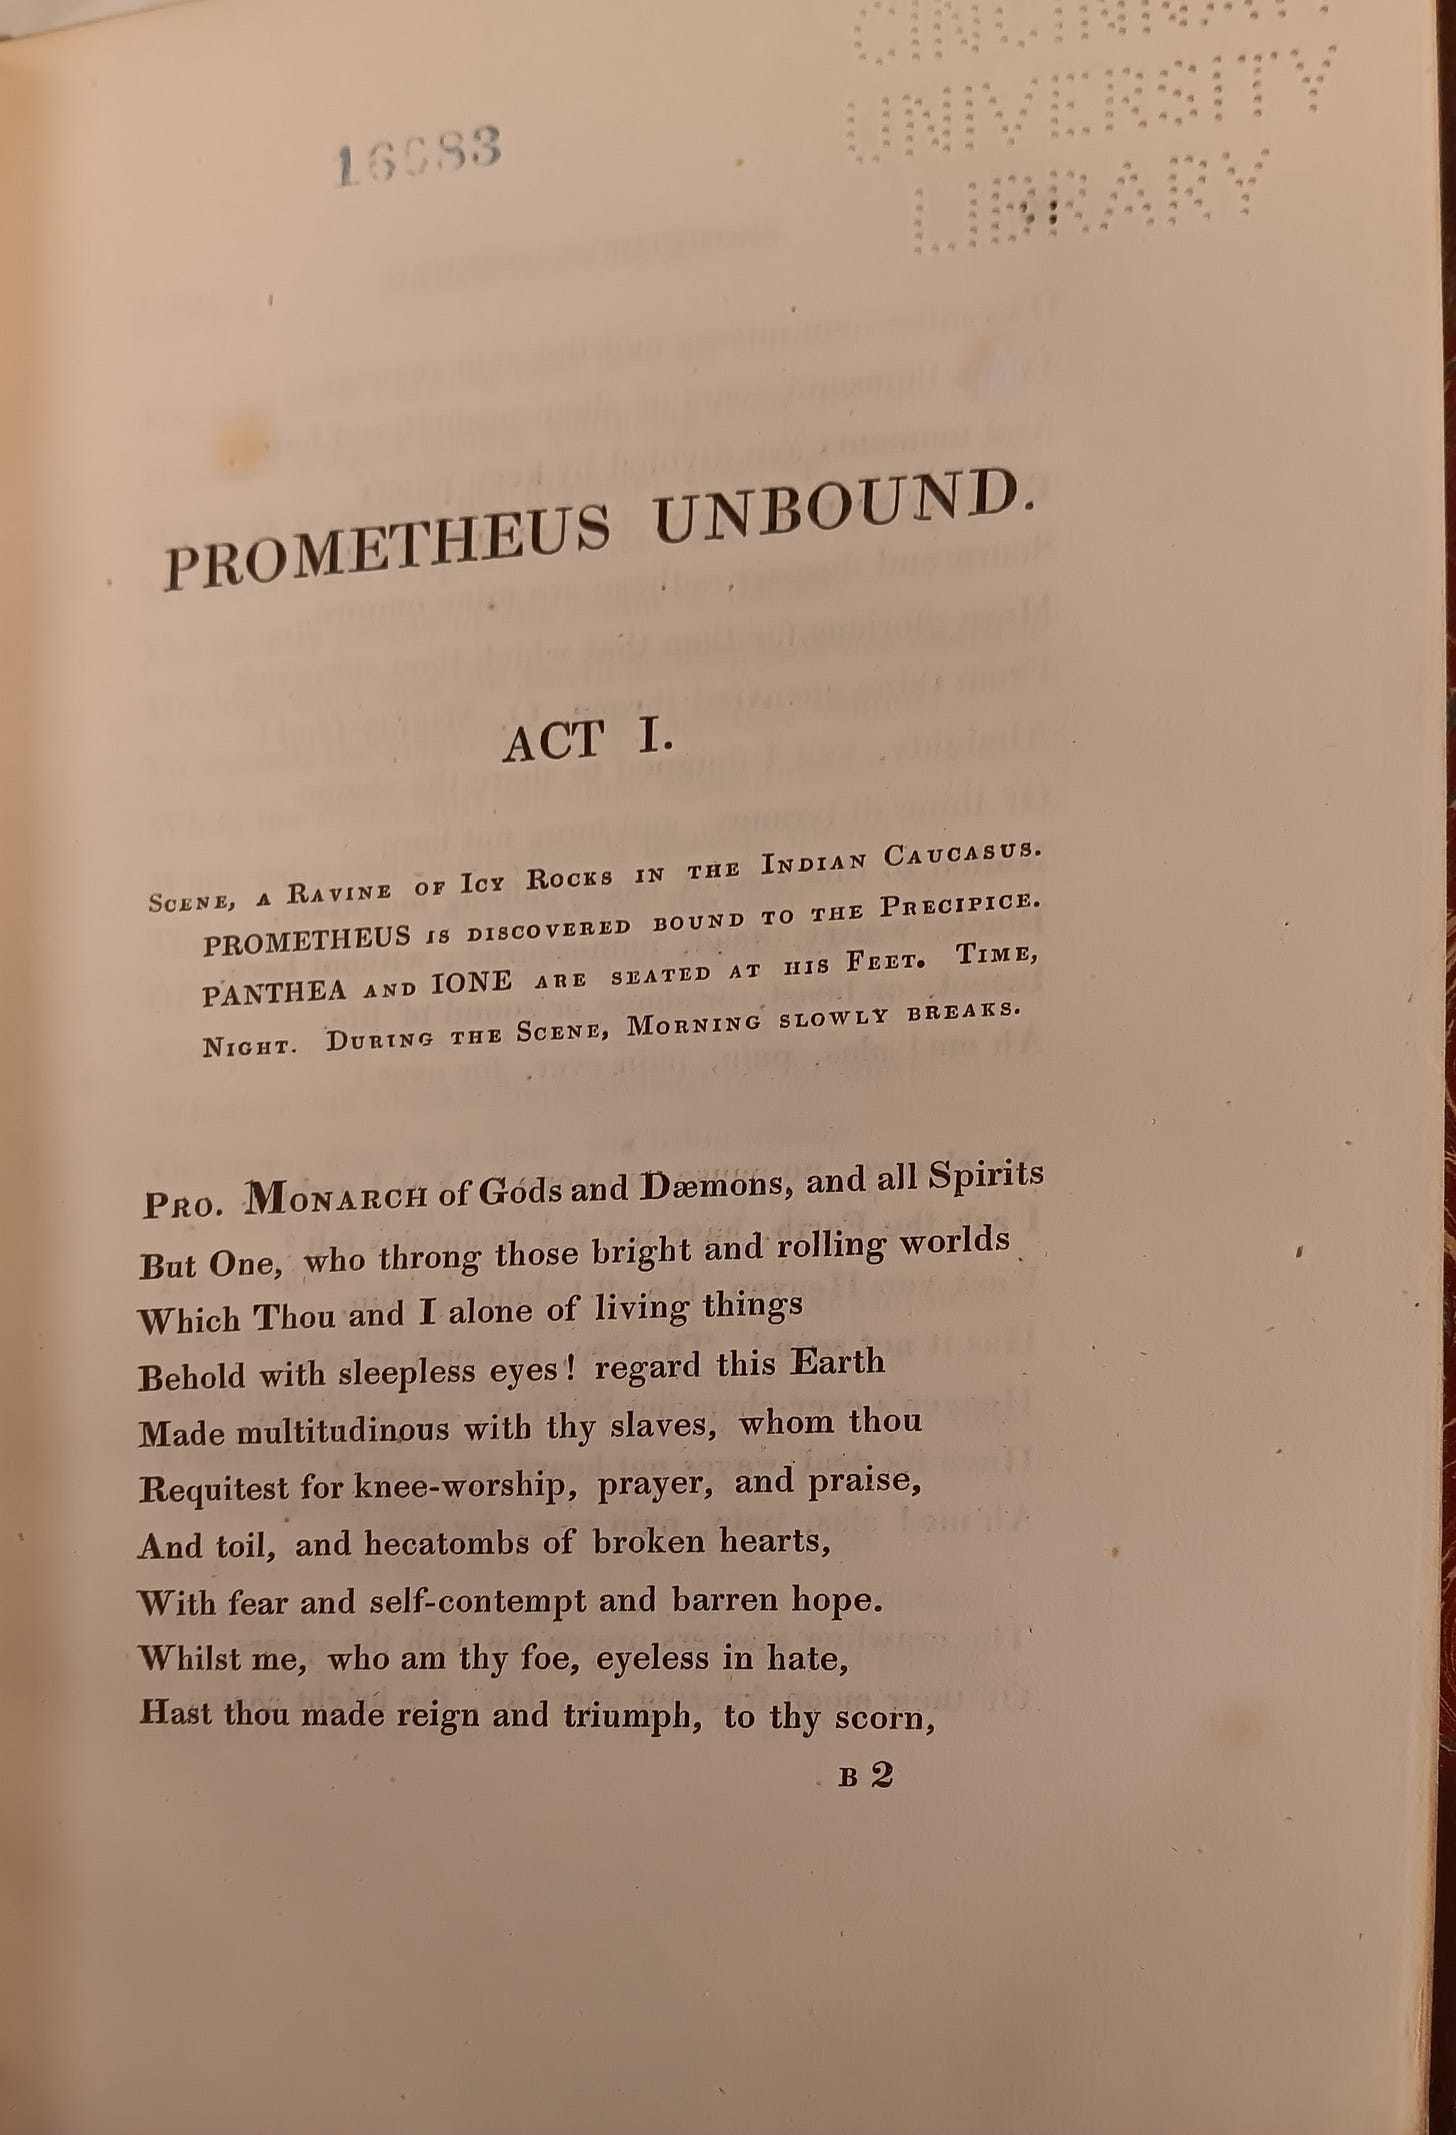 UNIVERSITY
LIBRARY
PROMETHEUS UNBOUND.
ACT I.
Scene, a Ravine of Icy Rocks in the Indian Caucasus.
PROMETHEUS is discovered bound to the Precipice.
PANTHEA and IONE are seated at his Feet. Time,
Night. During the Scene, Morning slowly breaks.
Pro. Monarch of Gods and Dæmons, and all Spirits
But One, who throng those bright and rolling worlds
Which Thou and I alone of living things
Behold with sleepless eyes! regard this Earth
Made multitudinous with thy slaves, whom thou
Requitest for knee-worship, prayer, and praise,
And toil, and hecatombs of broken hearts,
With fear and self-contempt and barren hope.
Whilst me, who am thy foe, eyeless in hate,
Hast thou made reign and triumph, to thy scorn,
B 2